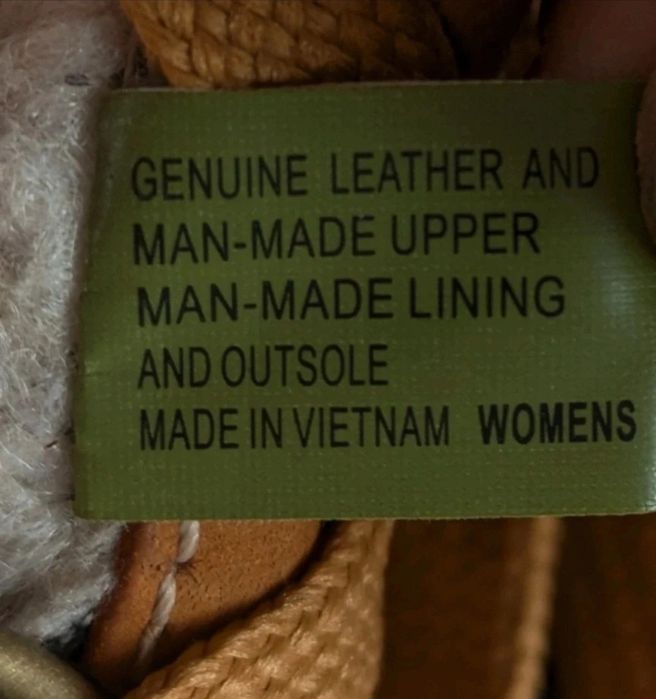 GENUINE LEATHER AND
MAN-MADE UPPER
MAN-MADE LINING
AND OUTSOLE
MADE IN VIETNAM WOMENS